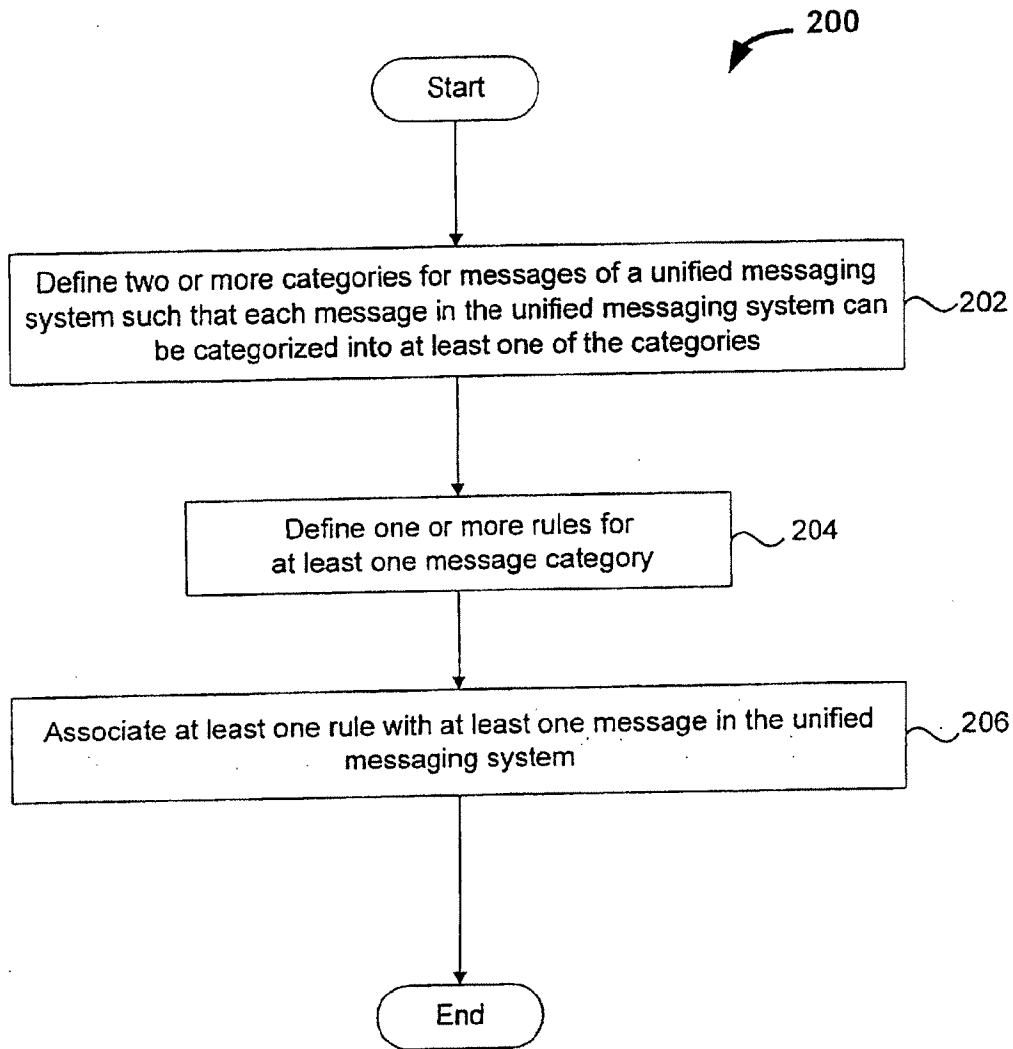 200
Start
Define two or more categories for messages of a unified messaging
system such that each message in the unified messaging system can
be categorized into at least one of the categories
202
Define one or more rules for
at least one message category
204
Associate at least one rule with at least one message in the unified
messaging system
206
End